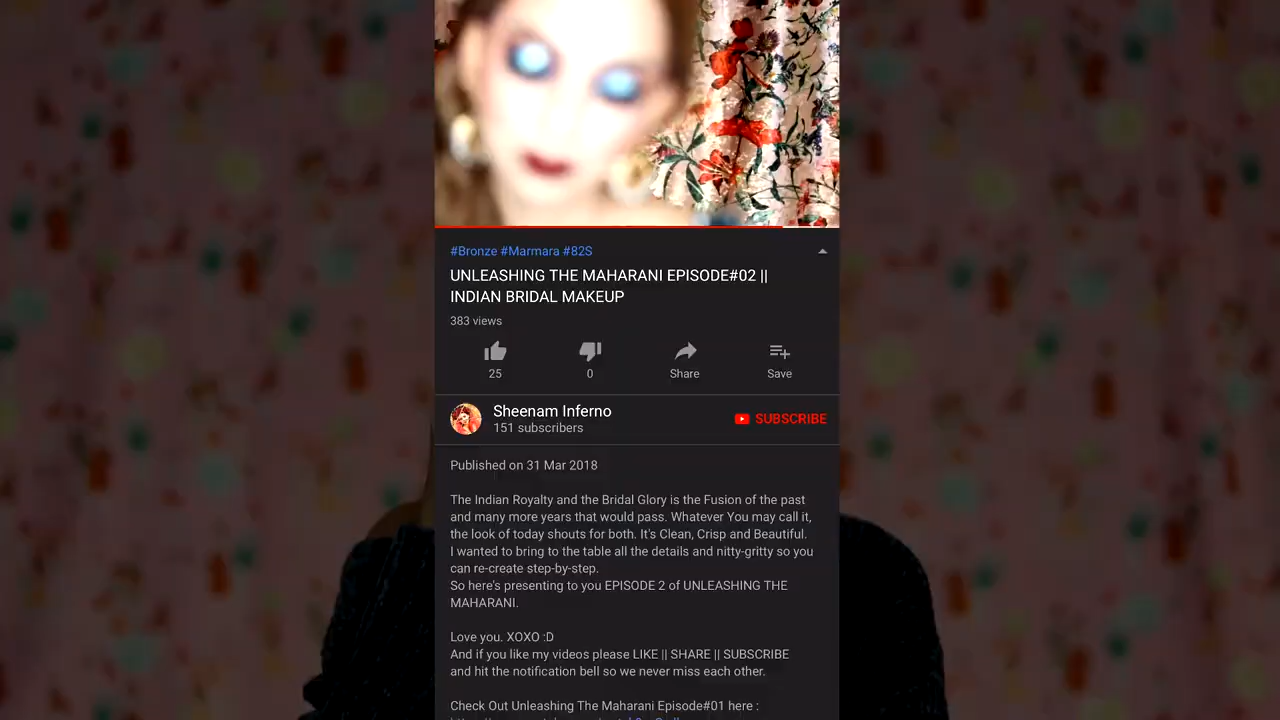 #Bronze #Marmara #82S
UNLEASHING THE MAHARANI EPISODE#02 ||
INDIAN BRIDAL MAKEUP
383 views
25
0
Share
Save
Sheenam Inferno
151 subscribers
SUBSCRIBE
Published on 31 Mar 2018
The Indian Royalty and the Bridal Glory is the Fusion of the past
and many more years that would pass. Whatever You may call it,
the look of today shouts for both. It's Clean, Crisp and Beautiful.
I wanted to bring to the table all the details and nitty-gritty so you
can re-create step-by-step.
So here's presenting to you EPISODE 2 of UNLEASHING THE
MAHARANI.
Love you. XOXO :D
And if you like my videos please LIKE || SHARE || SUBSCRIBE
and hit the notification bell so we never miss each other.
Check Out Unleashing The Maharani Episode#01 here :